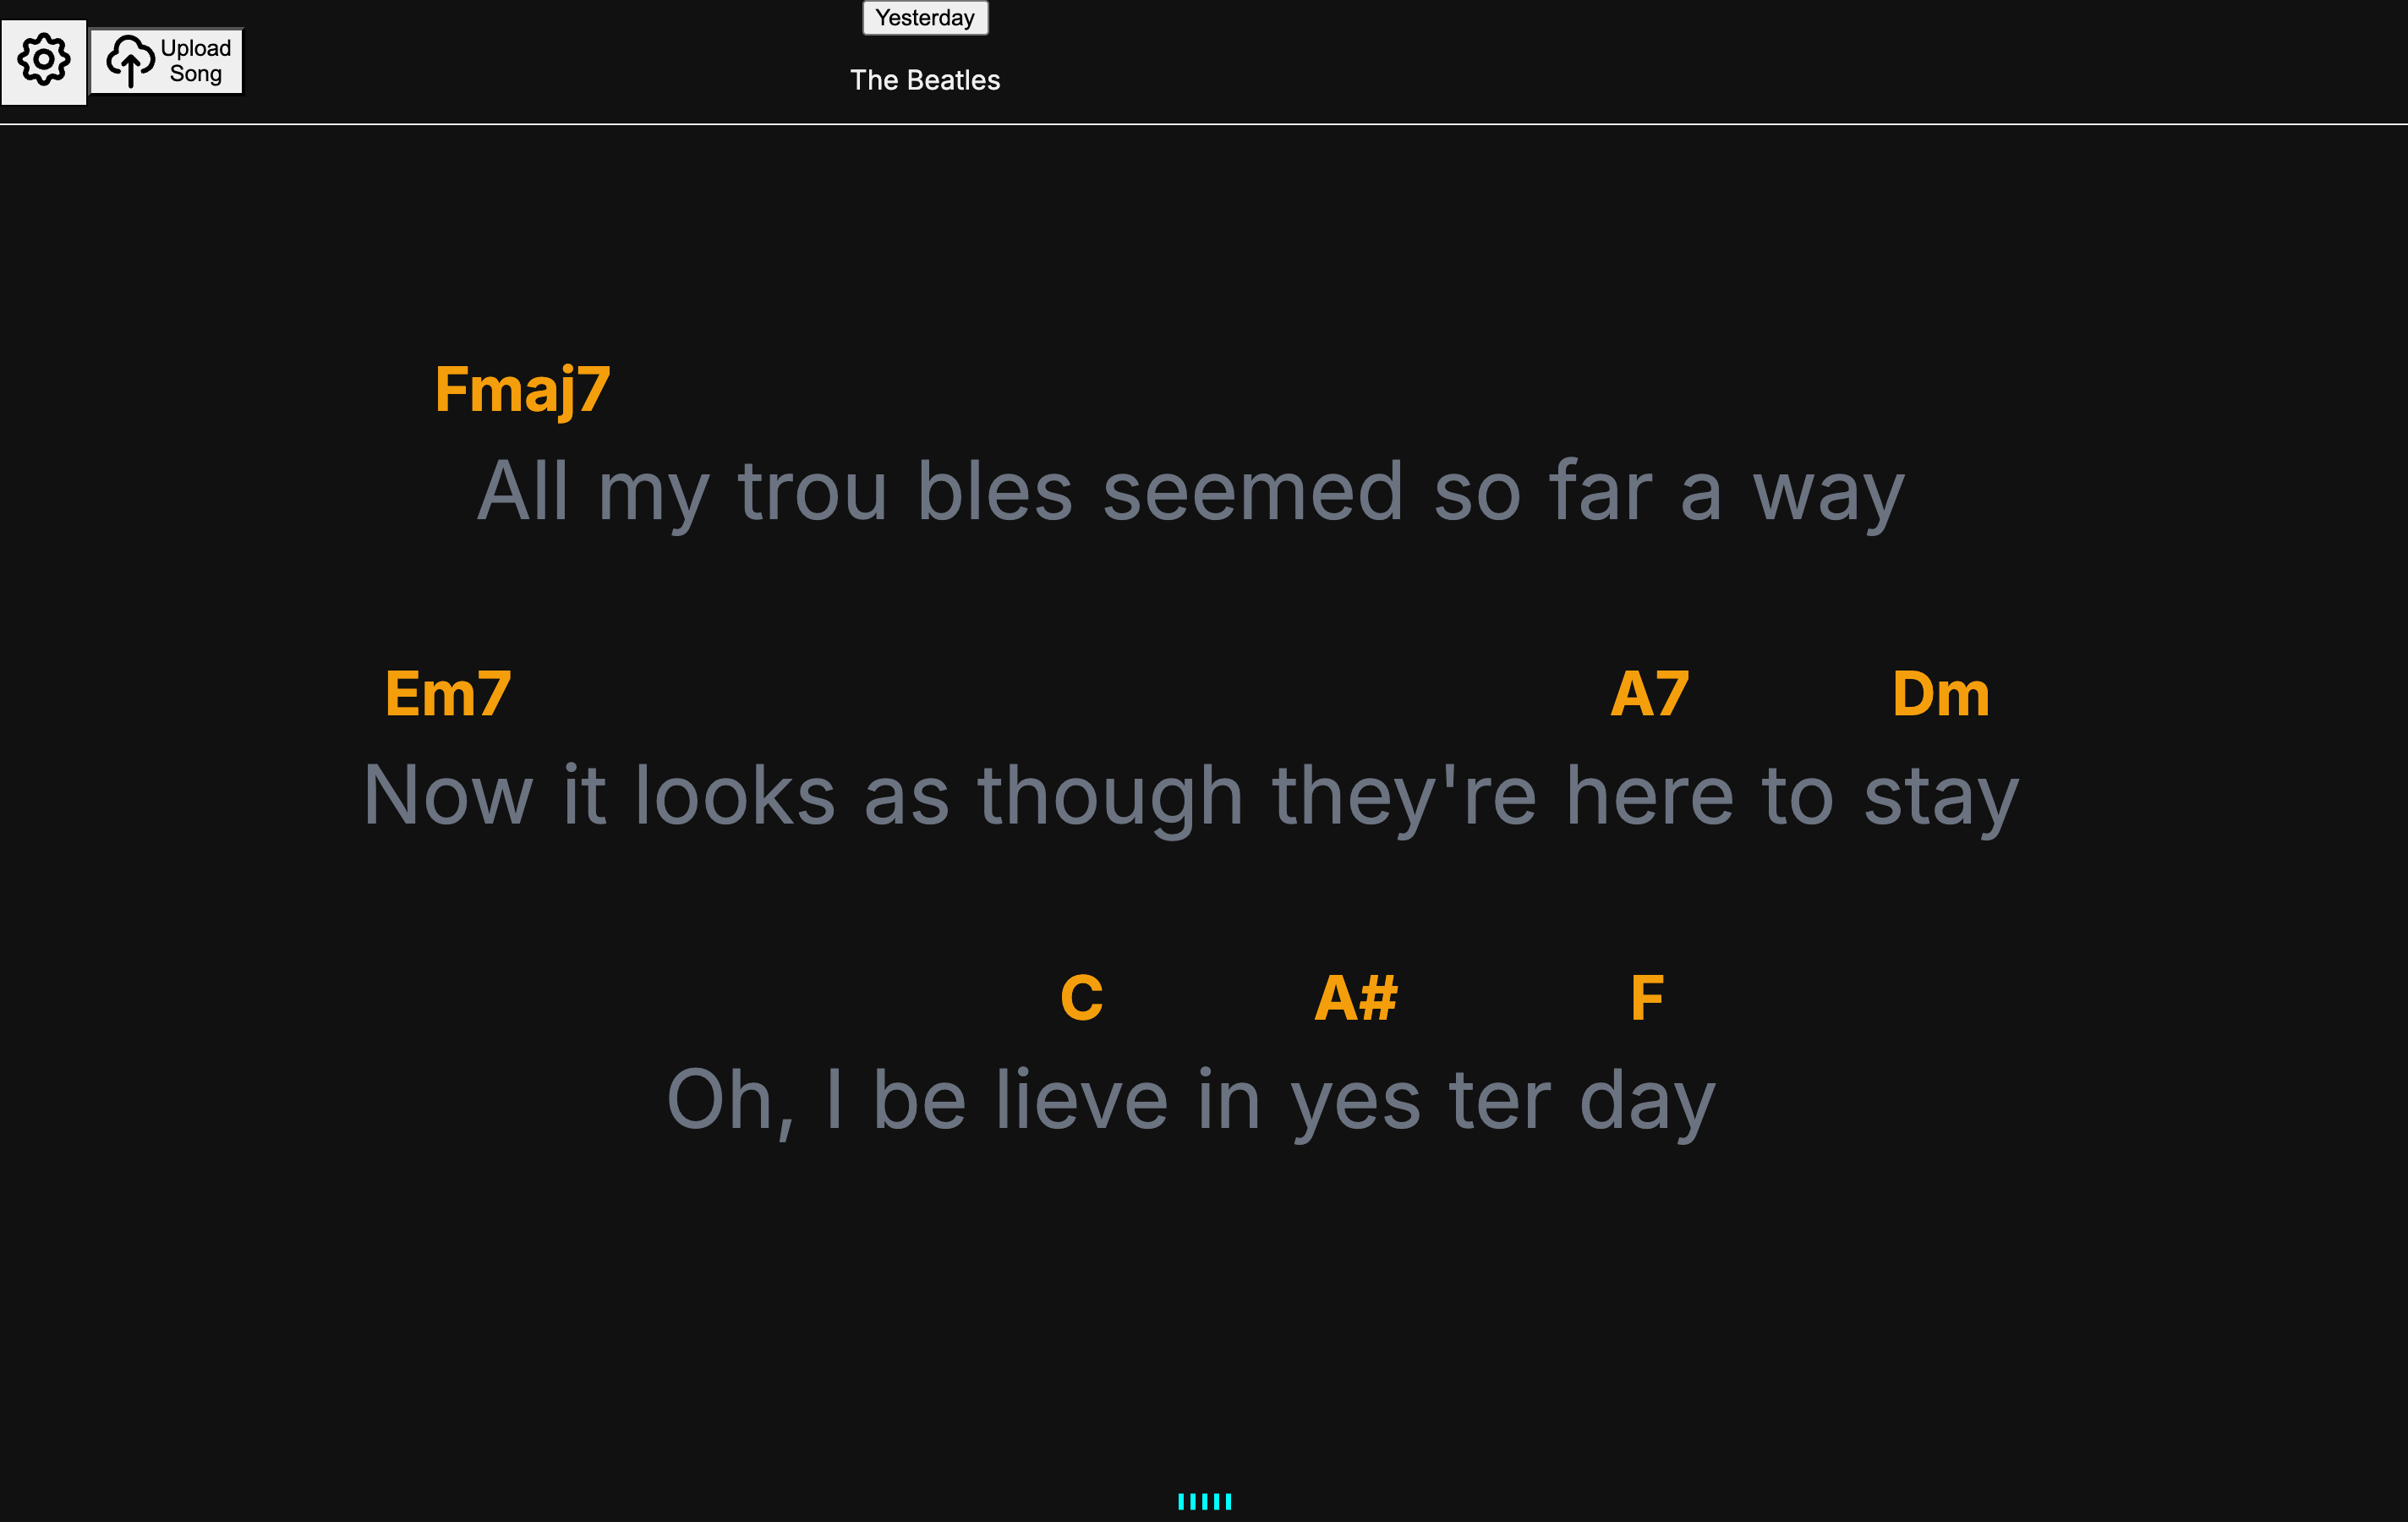 Yesterday
Upload
Song
The Beatles
Fmaj7
All my trou bles seemed so far a way
Em7 A7 Dm
Now it looks as though they're here to stay
C A# F
Oh, I be lieve in yes ter day